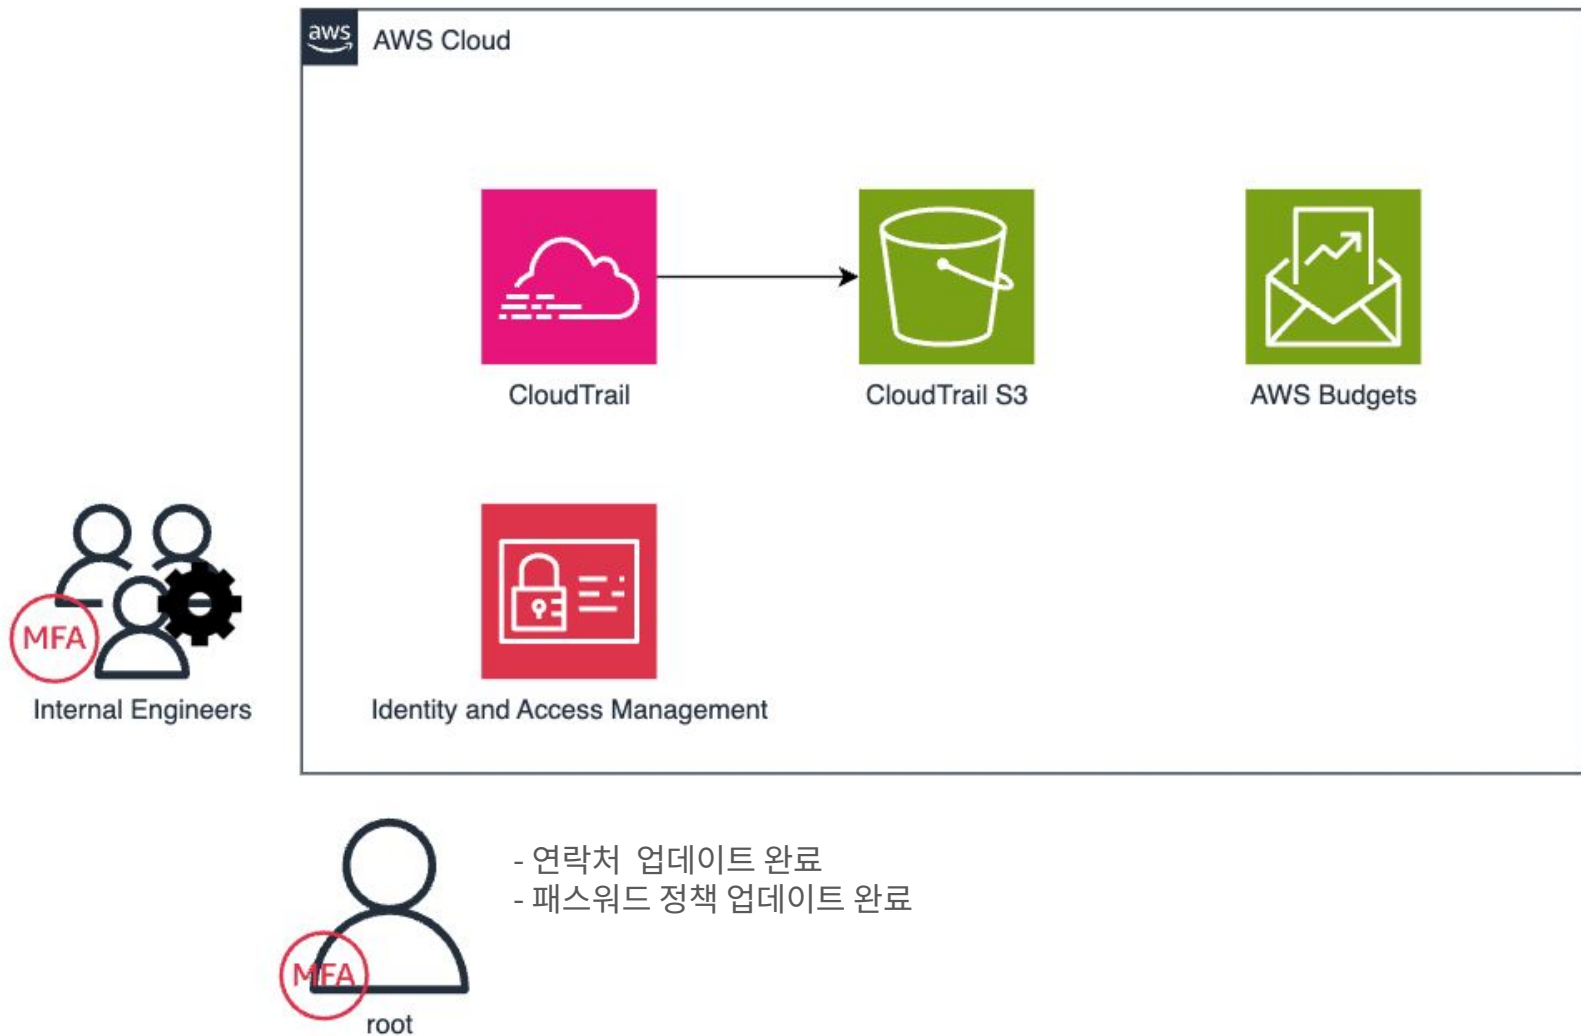 aws
AWS Cloud
CloudTrail
CloudTrail S3
AWS Budgets
MFA
Internal Engineers
Identity and Access Management
- 연락처 업데이트 완료
- 패스워드 정책 업데이트 완료
MFA
root